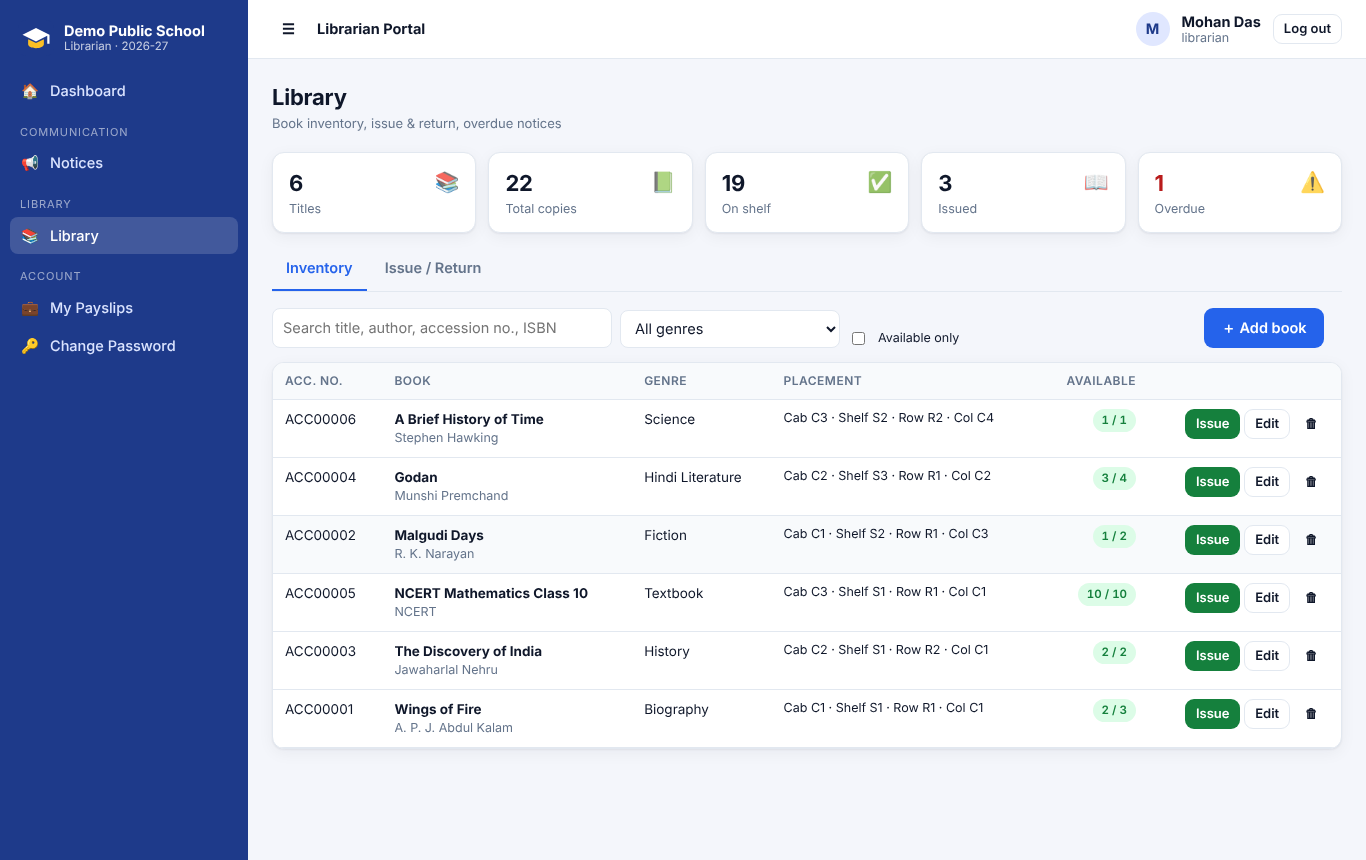 Demo Public School
Librarian · 2026-27
Dashboard
COMMUNICATION
Notices
LIBRARY
Library
ACCOUNT
My Payslips
Change Password
☰ Librarian Portal
M
Mohan Das
librarian
Log out
Library
Book inventory, issue & return, overdue notices
6
Titles
22
Total copies
19
On shelf
3
Issued
1
Overdue
Inventory Issue / Return
Search title, author, accession no., ISBN All genres Available only + Add book
ACC. NO. BOOK GENRE PLACEMENT AVAILABLE
ACC00006 A Brief History of Time Science Cab C3 · Shelf S2 · Row R2 · Col C4 1 / 1 Issue Edit
Stephen Hawking
ACC00004 Godan Hindi Literature Cab C2 · Shelf S3 · Row R1 · Col C2 3 / 4 Issue Edit
Munshi Premchand
ACC00002 Malgudi Days Fiction Cab C1 · Shelf S2 · Row R1 · Col C3 1 / 2 Issue Edit
R. K. Narayan
ACC00005 NCERT Mathematics Class 10 Textbook Cab C3 · Shelf S1 · Row R1 · Col C1 10 / 10 Issue Edit
NCERT
ACC00003 The Discovery of India History Cab C2 · Shelf S1 · Row R2 · Col C1 2 / 2 Issue Edit
Jawaharlal Nehru
ACC00001 Wings of Fire Biography Cab C1 · Shelf S1 · Row R1 · Col C1 2 / 3 Issue Edit
A. P. J. Abdul Kalam